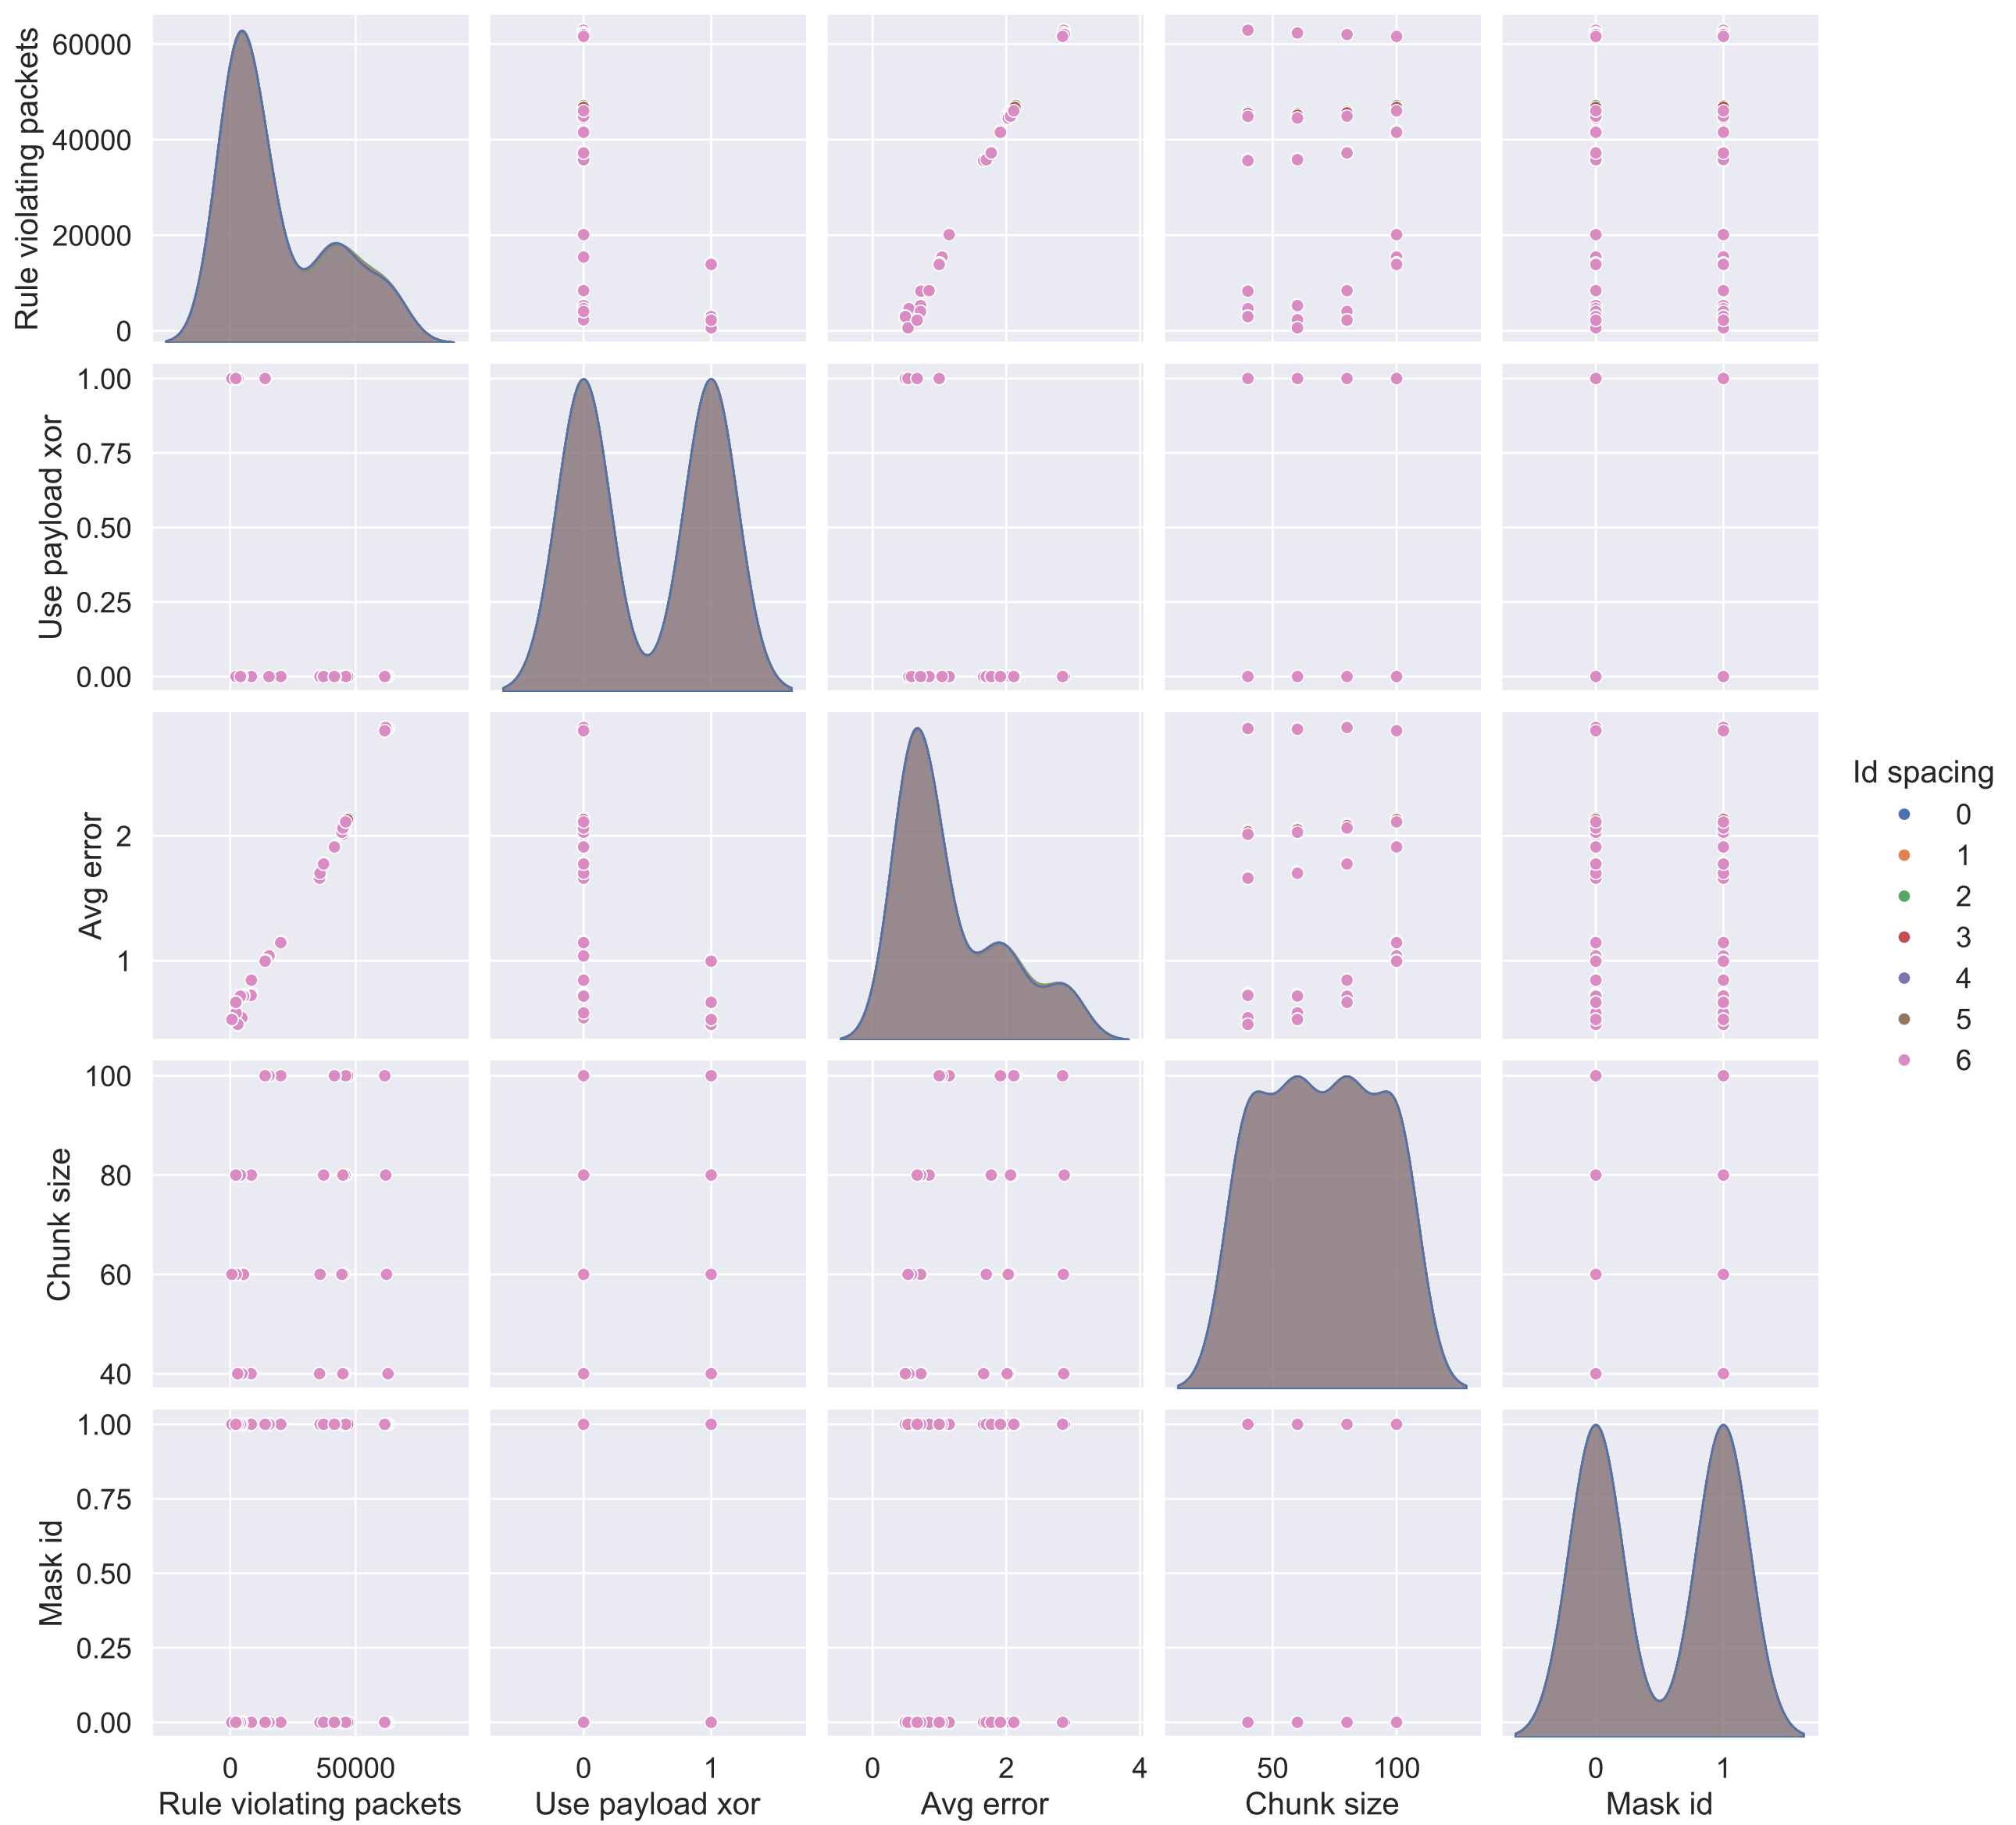 Rule violating packets
60000
40000
20000
0
Use payload xor
1.00
0.75
0.50
0.25
0.00
Avg error
2
1
Chunk size
100
80
60
40
Mask id
1.00
0.75
0.50
0.25
0.00
0 50000
Rule violating packets
0 1
Use payload xor
0 2 4
Avg error
50 100
Chunk size
0 1
Mask id
Id spacing
0
1
2
3
4
5
6